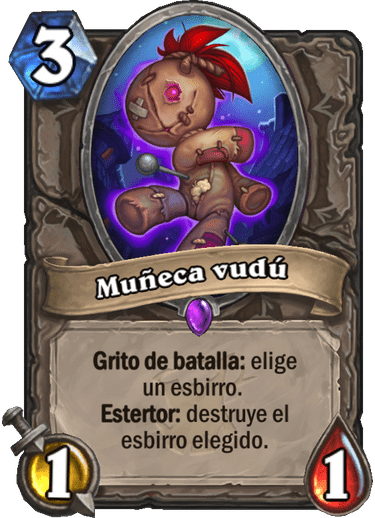 3
Muñeca vudú
Grito de batalla: elige
un esbirro.
Estertor: destruye el
esbirro elegido.
1
1